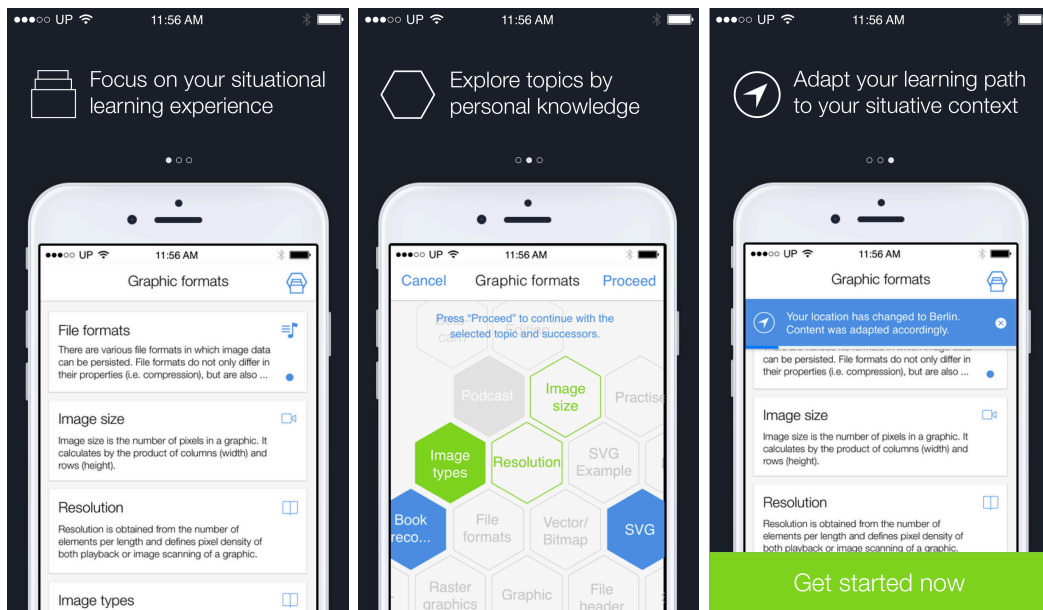 UP 11:56 AM
Focus on your situational
learning experience
UP 11:56 AM
Graphic formats
File formats
There are various file formats in which image data
can be persisted. File formats do not only differ in
their properties (i.e. compression), but are also ...
Image size
Image size is the number of pixels in a graphic. It
calculates by the product of columns (width) and
rows (height).
Resolution
Resolution is obtained from the number of
elements per length and defines pixel density of
both playback or image scanning of a graphic.
Image types
UP 11:56 AM
Explore topics by
personal knowledge
UP 11:56 AM
Cancel Graphic formats Proceed
Press “Proceed” to continue with the
selected topic and successors.
Podcast
Image
size
Practise
Image
types
Resolution
SVG
Example
Book
reco...
File
formats
Vector/
Bitmap
SVG
Raster
graphics
Graphic
File
header
UP 11:56 AM
Adapt your learning path
to your situative context
UP 11:56 AM
Graphic formats
Your location has changed to Berlin.
Content was adapted accordingly.
can be persisted. File formats do not only differ in
their properties (i.e. compression), but are also ...
Image size
Image size is the number of pixels in a graphic. It
calculates by the product of columns (width) and
rows (height).
Resolution
Resolution is obtained from the number of
elements per length and defines pixel density of
both playback or image scanning of a graphic.
Get started now